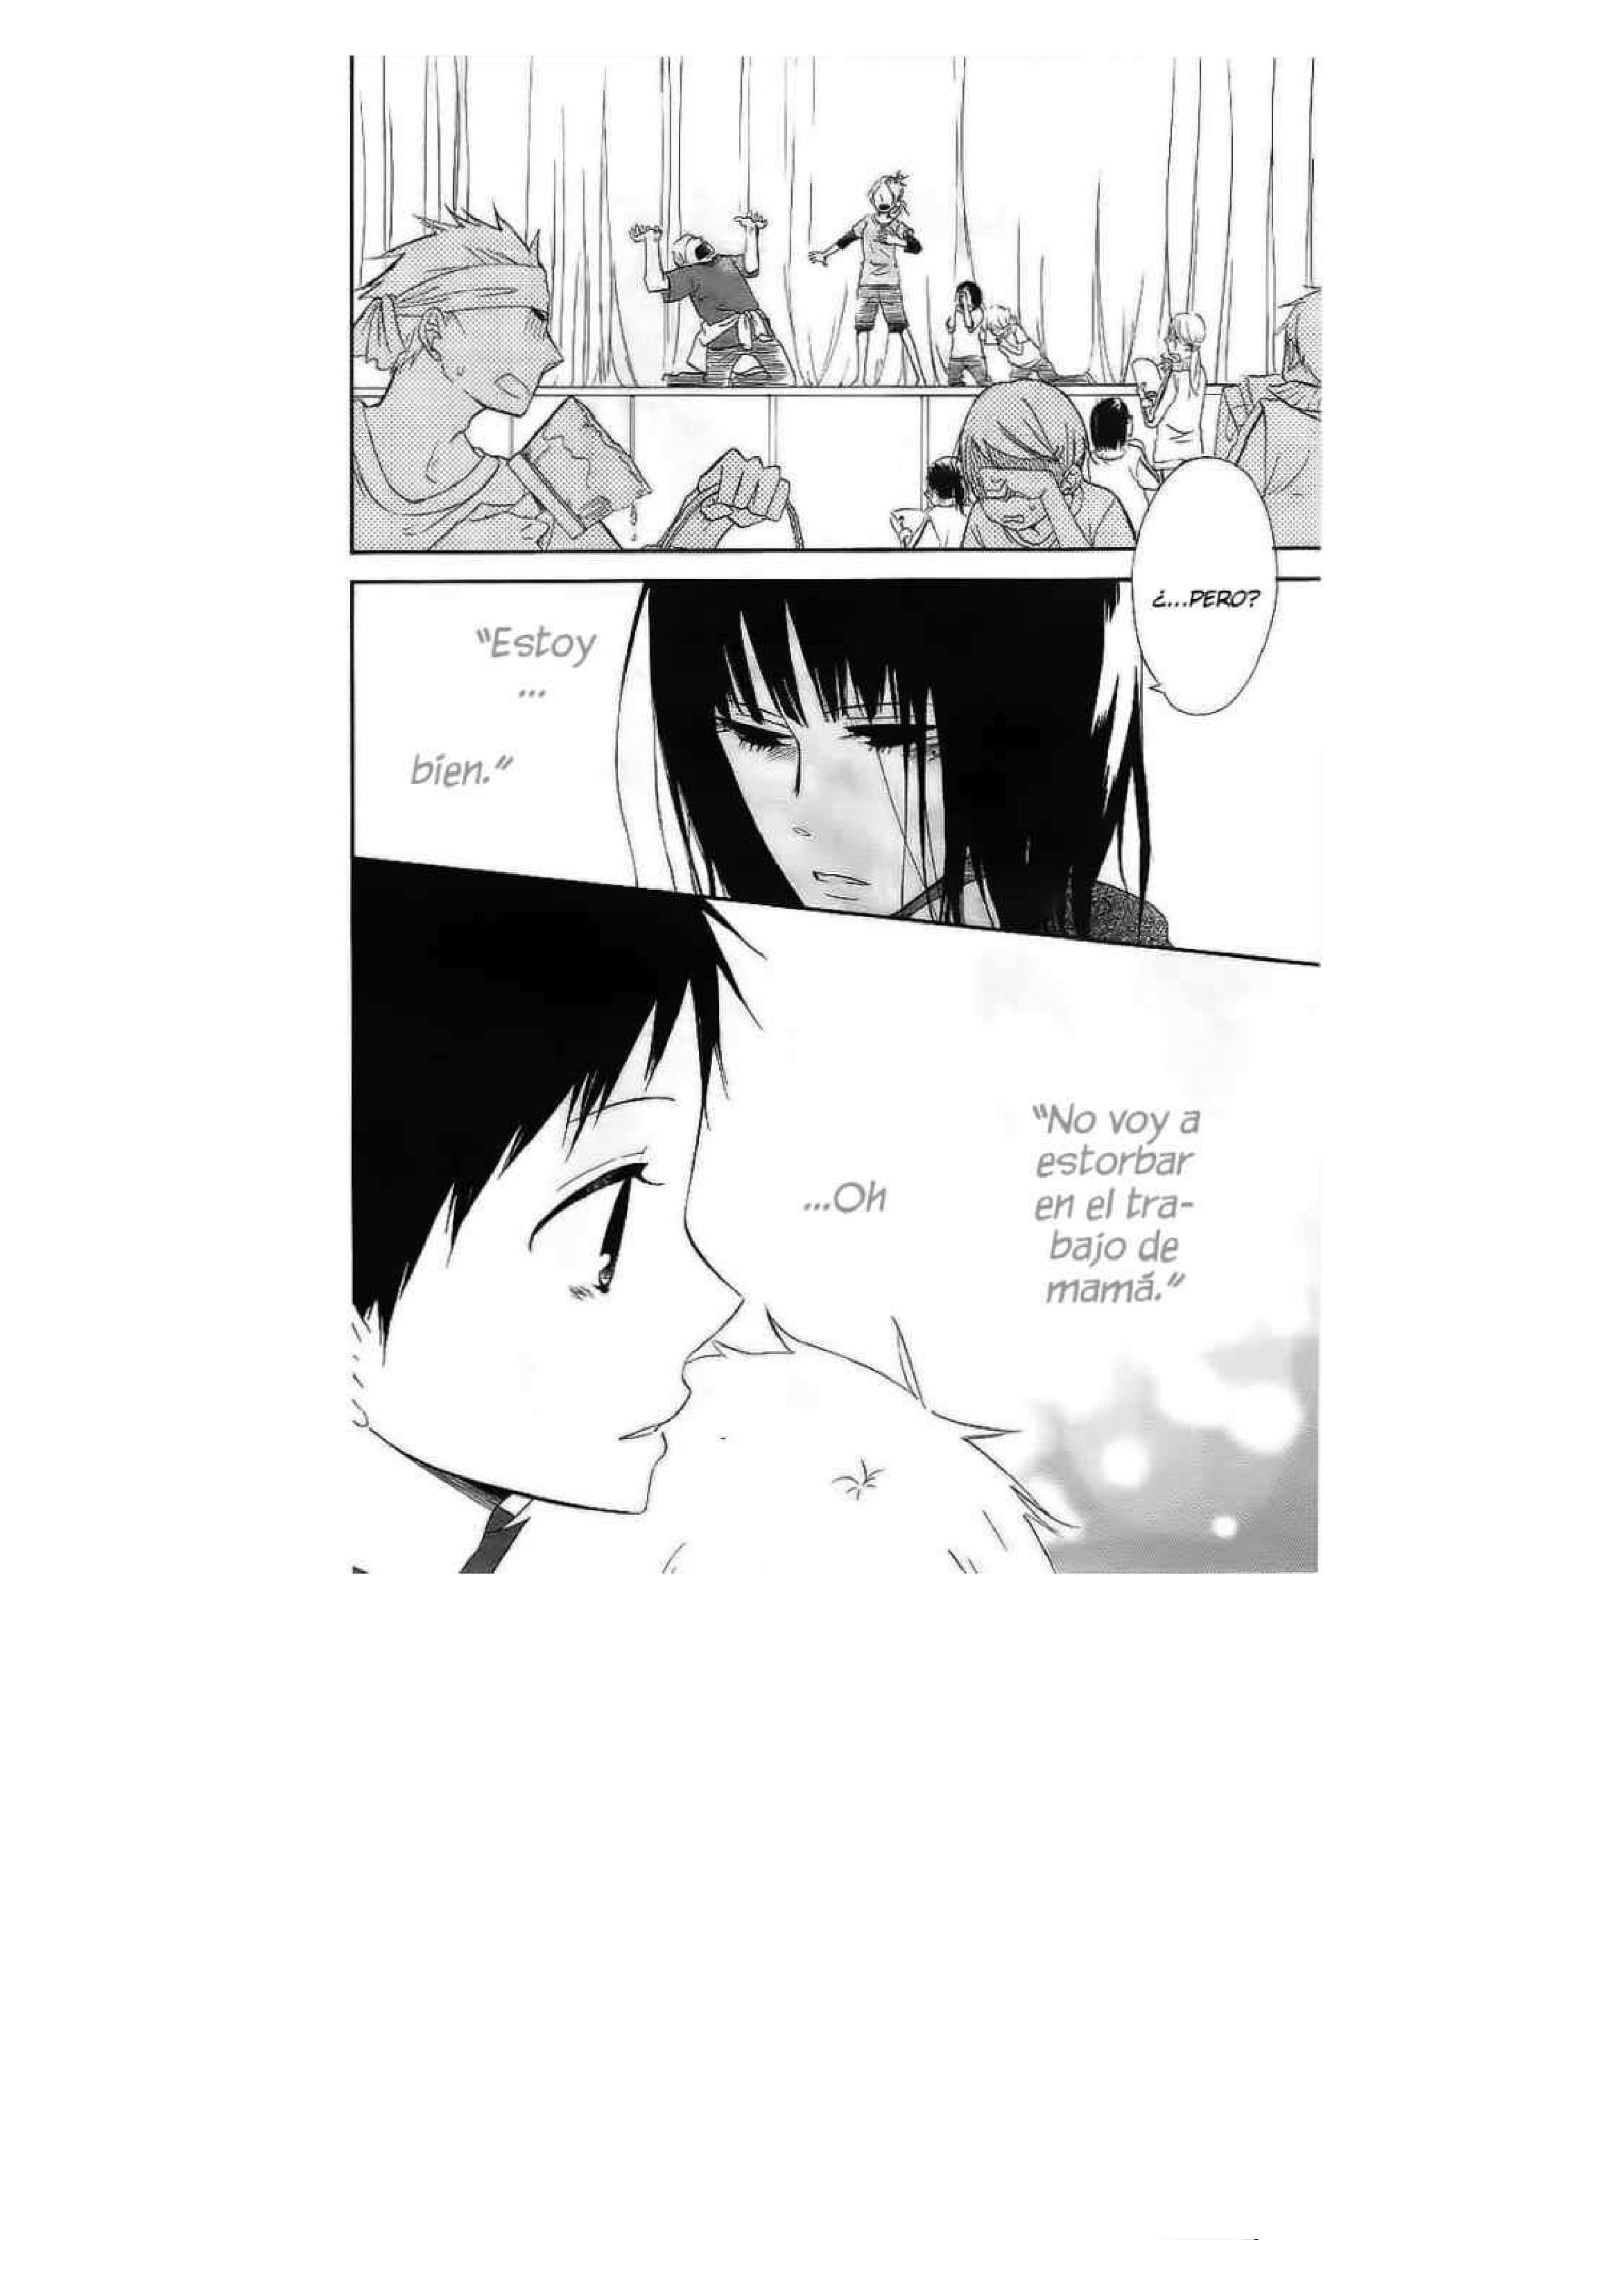 ¿...PERO?
"Estoy
...
bien."
"No voy a
estorbar
en el tra-
bajo de
mamá."
...Oh